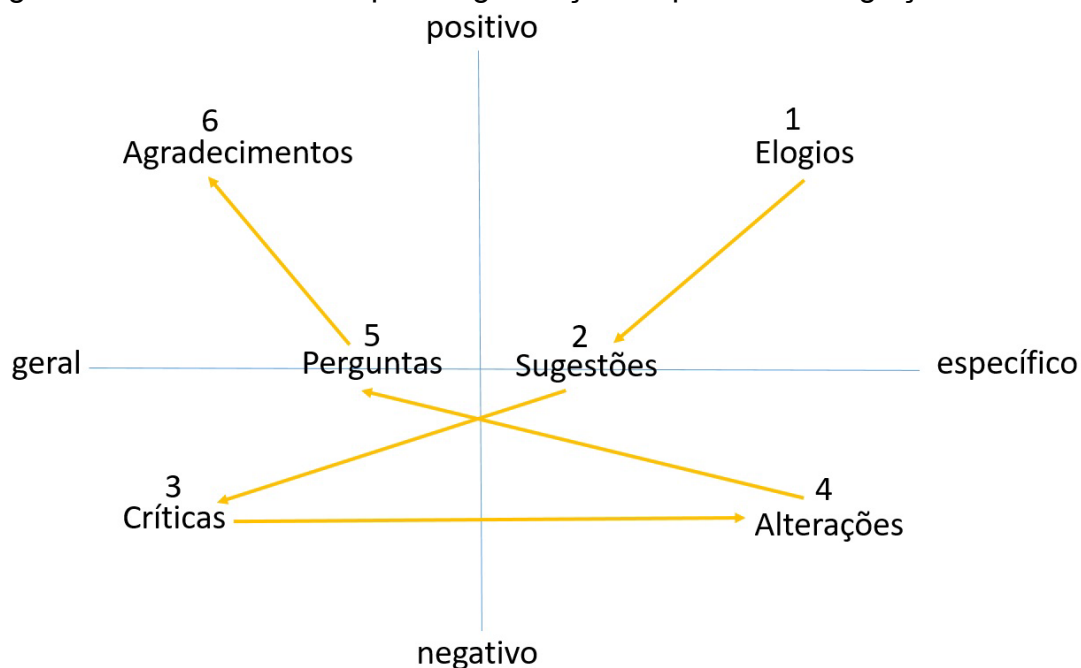 positivo
6
Agradecimentos
1
Elogios
5
Perguntas
2
Sugestões
geral
específico
3
Críticas
4
Alterações
negativo